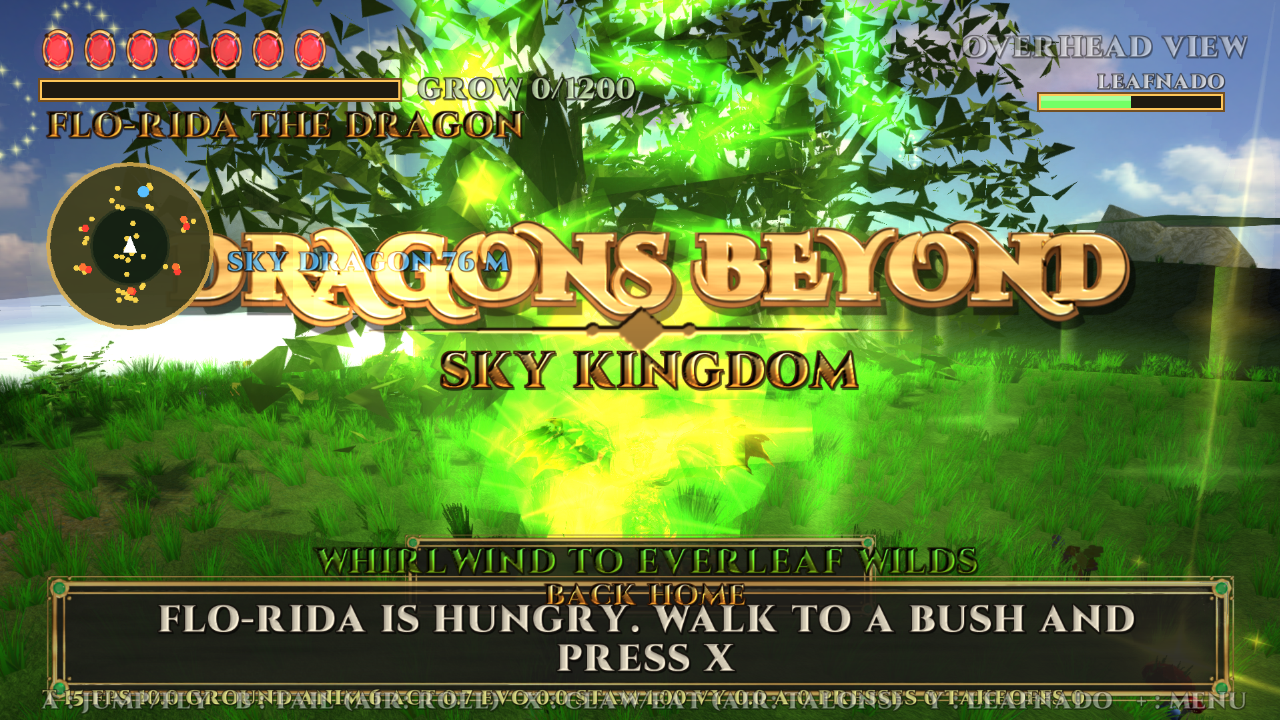 OVERHEAD VIEW
LEAFNADO
GROW 0/1200
FLO-RIDA THE DRAGON
SKY DRAGON 76 M
DRAGONS BEYOND
SKY KINGDOM
WHIRLWIND TO EVERLEAF WILDS
BACK HOME
FLO-RIDA IS HUNGRY. WALK TO A BUSH AND
PRESS X